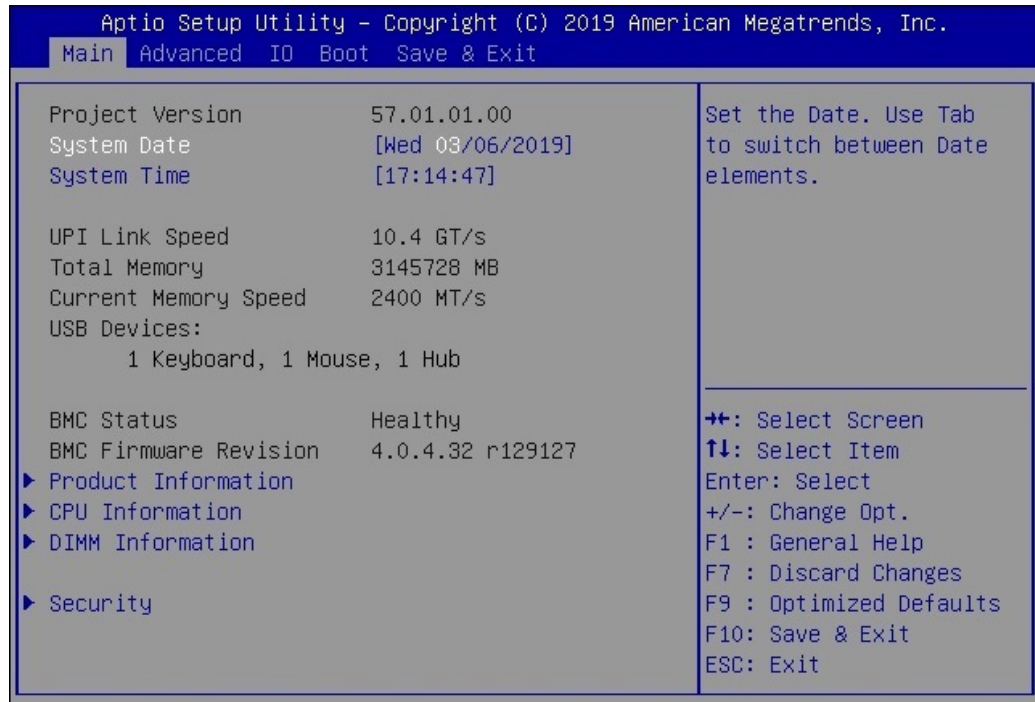 Aptio Setup Utility – Copyright (C) 2019 American Megatrends, Inc.
Main Advanced IO Boot Save & Exit
Project Version 57.01.01.00
System Date [Wed 03/06/2019]
System Time [17:14:47]
UPI Link Speed 10.4 GT/s
Total Memory 3145728 MB
Current Memory Speed 2400 MT/s
USB Devices:
1 Keyboard, 1 Mouse, 1 Hub
BMC Status Healthy
BMC Firmware Revision 4.0.4.32 r129127
Product Information
CPU Information
DIMM Information
Security
Set the Date. Use Tab
to switch between Date
elements.
→←: Select Screen
↑↓: Select Item
Enter: Select
+/-: Change Opt.
F1 : General Help
F7 : Discard Changes
F9 : Optimized Defaults
F10: Save & Exit
ESC: Exit